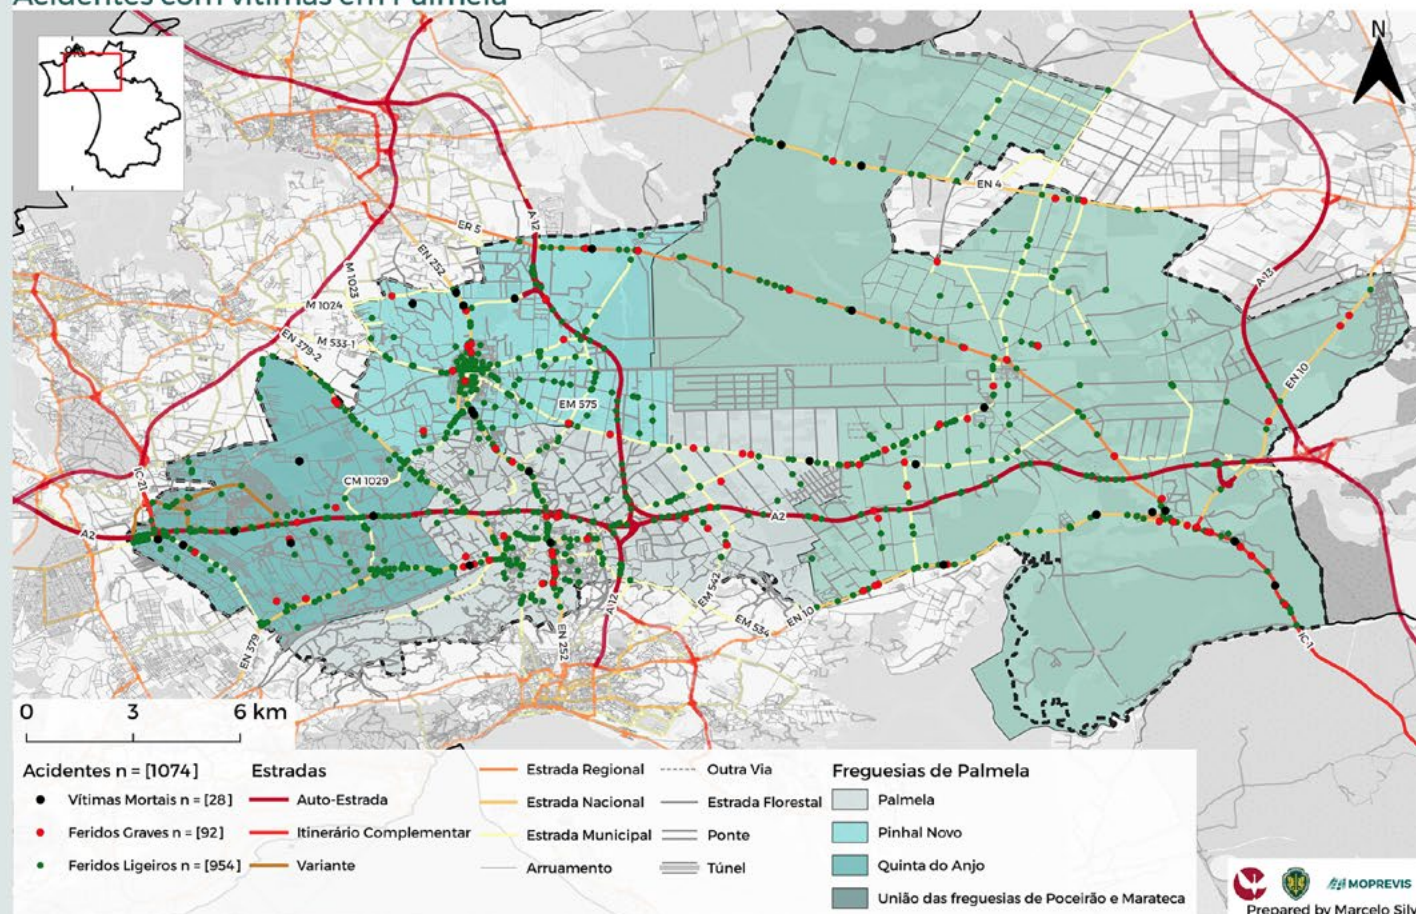 Acidentes com vítimas em Palmela
N
A 12
ER 5
EN 252
EN 4
A 13
M 1023
M 1024
M 533-1
EN 379-2
EN 10
EM 575
IC-21
CM 1029
A2
A2
EM 542
A 12
EM 534
EN 10
EN 379
EN 252
IC-1
0 3 6 km
Acidentes n = [1074]
Vítimas Mortais n = [28]
Feridos Graves n = [92]
Feridos Ligeiros n = [954]
Estradas
Auto-Estrada
Itinerário Complementar
Variante
Estrada Regional
Estrada Nacional
Estrada Municipal
Arruamento
Outra Via
Estrada Florestal
Ponte
Túnel
Freguesias de Palmela
Palmela
Pinhal Novo
Quinta do Anjo
União das freguesias de Poceirão e Marateca
MOPREVIS
Prepared by Marcelo Silv